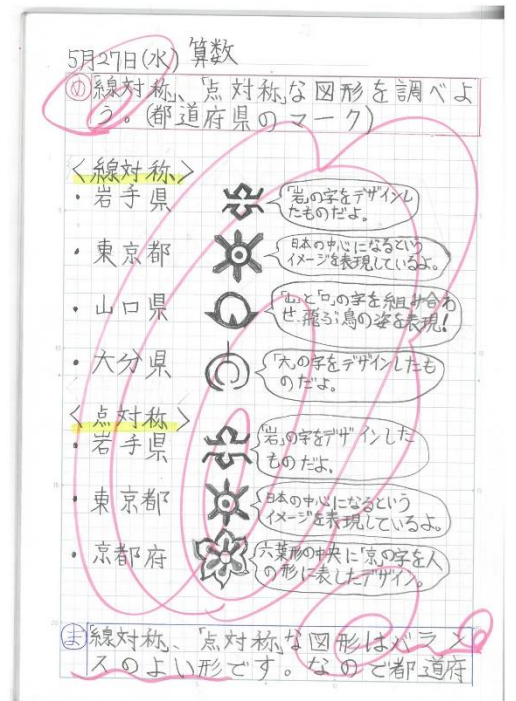 5月27日(水) 算数
め「線対称」、「点対称」な図形を調べよ
う。(都道府県のマーク)
<線対称>
・岩手県
「岩」の字をデザインし
たものだよ。
・東京都
日本の中心になるという
イメージを表現しているよ。
・山口県
「山」と「口」の字を組み合わ
せ、飛ぶ鳥の姿を表現!
・大分県
「大」の字をデザインしたも
のだよ。
<点対称>
・岩手県
「岩」の字をデザインした
ものだよ。
・東京都
日本の中心になるという
イメージを表現しているよ。
・京都府
六葉形の中央に「京」の字を人
の形に表したデザイン。
ま「線対称」、「点対称」な図形はバラン
スのよい形です。なので都道府